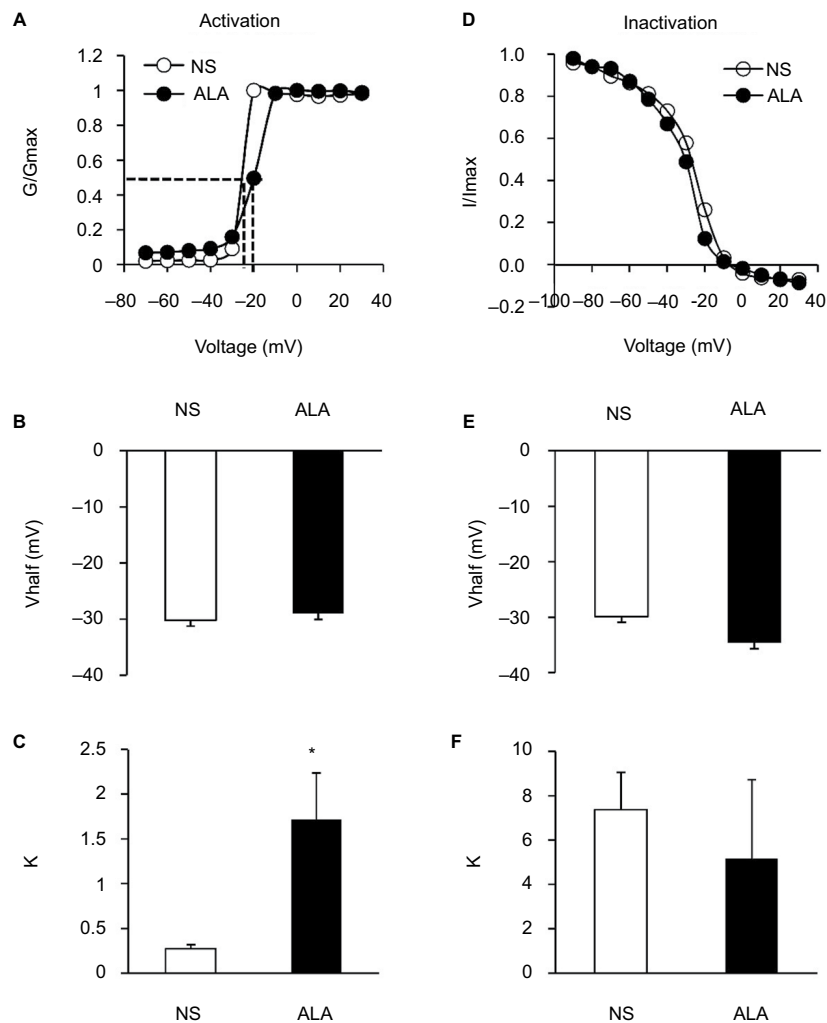 A
Activation
1.2
1
0.8
0.6
0.4
0.2
0
G/Gmax
NS
ALA
–80 –60 –40 –20 0 20 40
Voltage (mV)
D
Inactivation
1.0
0.8
0.6
0.4
0.2
0.0
–0.2
I/Imax
NS
ALA
–100 –80 –60 –40 –20 0 20 40
Voltage (mV)
B
NS ALA
0
–10
–20
–30
–40
Vhalf (mV)
E
NS ALA
0
–10
–20
–30
–40
Vhalf (mV)
C
2.5
2
1.5
1
0.5
0
K
*
NS ALA
F
10
8
6
4
2
0
K
NS ALA